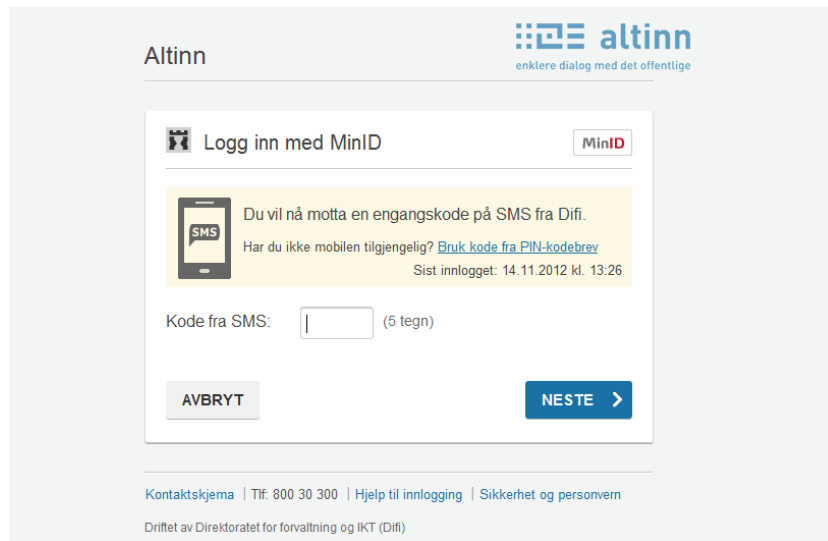 Altinn
altinn
enklere dialog med det offentlige
Logg inn med MinID
MinID
SMS
Du vil nå motta en engangskode på SMS fra Difi.
Har du ikke mobilen tilgjengelig? Bruk kode fra PIN-kodebrev
Sist innlogget: 14.11.2012 kl. 13:26
Kode fra SMS: (5 tegn)
AVBRYT
NESTE
Kontaktskjema | Tlf: 800 30 300 | Hjelp til innlogging | Sikkerhet og personvern
Driftet av Direktoratet for forvaltning og IKT (Difi)